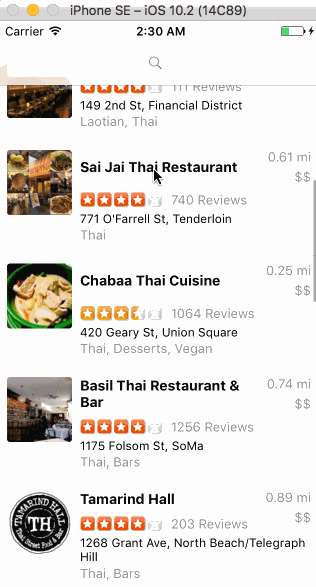 iPhone SE – iOS 10.2 (14C89)
Carrier 2:30 AM
111 Reviews
149 2nd St, Financial District
Laotian, Thai
Sai Jai Thai Restaurant 0.61 mi
$$
740 Reviews
771 O'Farrell St, Tenderloin
Thai
Chabaa Thai Cuisine 0.25 mi
$$
1064 Reviews
420 Geary St, Union Square
Thai, Desserts, Vegan
Basil Thai Restaurant & 0.74 mi
Bar $$
1256 Reviews
1175 Folsom St, SoMa
Thai, Bars
Tamarind Hall 0.89 mi
$$
203 Reviews
1268 Grant Ave, North Beach/Telegraph
Hill
Thai, Bars
TAMARIND HALL
TH
Thai Street Food & Bar